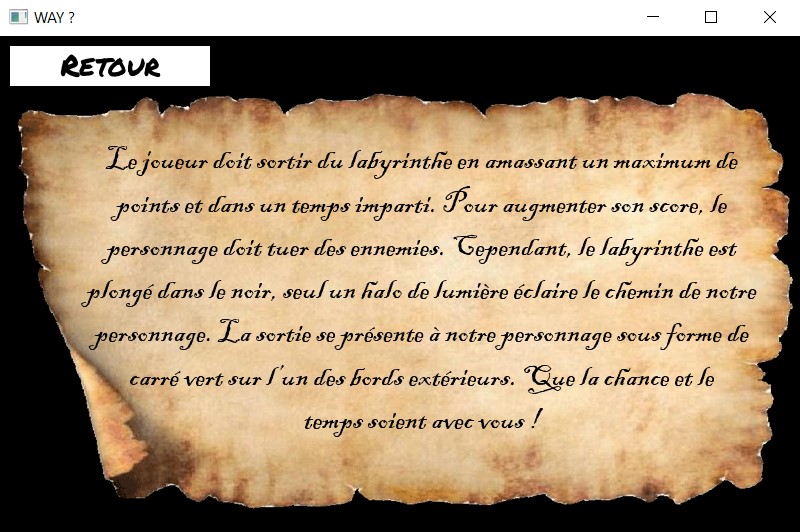 WAY ?
Retour
Le joueur doit sortir du labyrinthe en amassant un maximum de
points et dans un temps imparti. Pour augmenter son score, le
personnage doit tuer des ennemies. Cependant, le labyrinthe est
plongé dans le noir, seul un halo de lumière éclaire le chemin de notre
personnage. La sortie se présente à notre personnage sous forme de
carré vert sur l'un des bords extérieurs. Que la chance et le
temps soient avec vous !